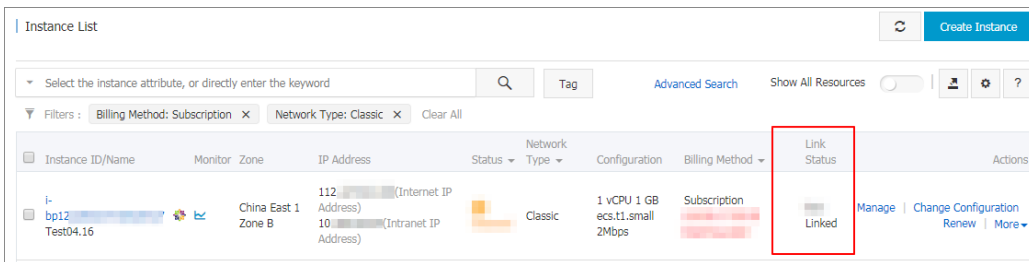 Instance List
Create Instance
Select the instance attribute, or directly enter the keyword
Tag
Advanced Search
Show All Resources
?
Filters :
Billing Method: Subscription X
Network Type: Classic X
Clear All
Instance ID/Name
Monitor
Zone
IP Address
Status
Network
Type
Configuration
Billing Method
Link
Status
Actions
i-
bp12
Test04.16
China East 1
Zone B
112. (Internet IP
Address)
10 (Intranet IP
Address)
Classic
1 vCPU 1 GB
ecs.t1.small
2Mbps
Subscription
Linked
Manage | Change Configuration
Renew | More